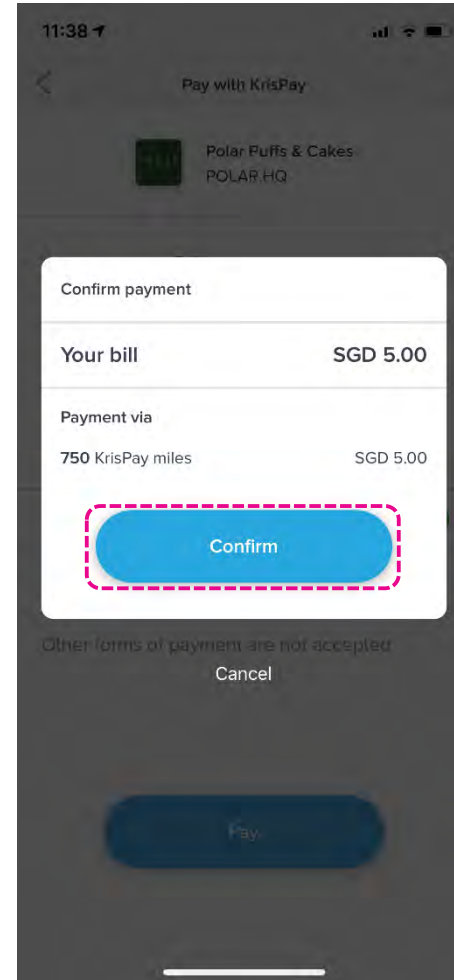 11:38
Pay with KrisPay
Polar Puffs & Cakes
POLAR HQ
Confirm payment
Your bill SGD 5.00
Payment via
750 KrisPay miles SGD 5.00
Confirm
Other forms of payment are not accepted
Cancel
Pay